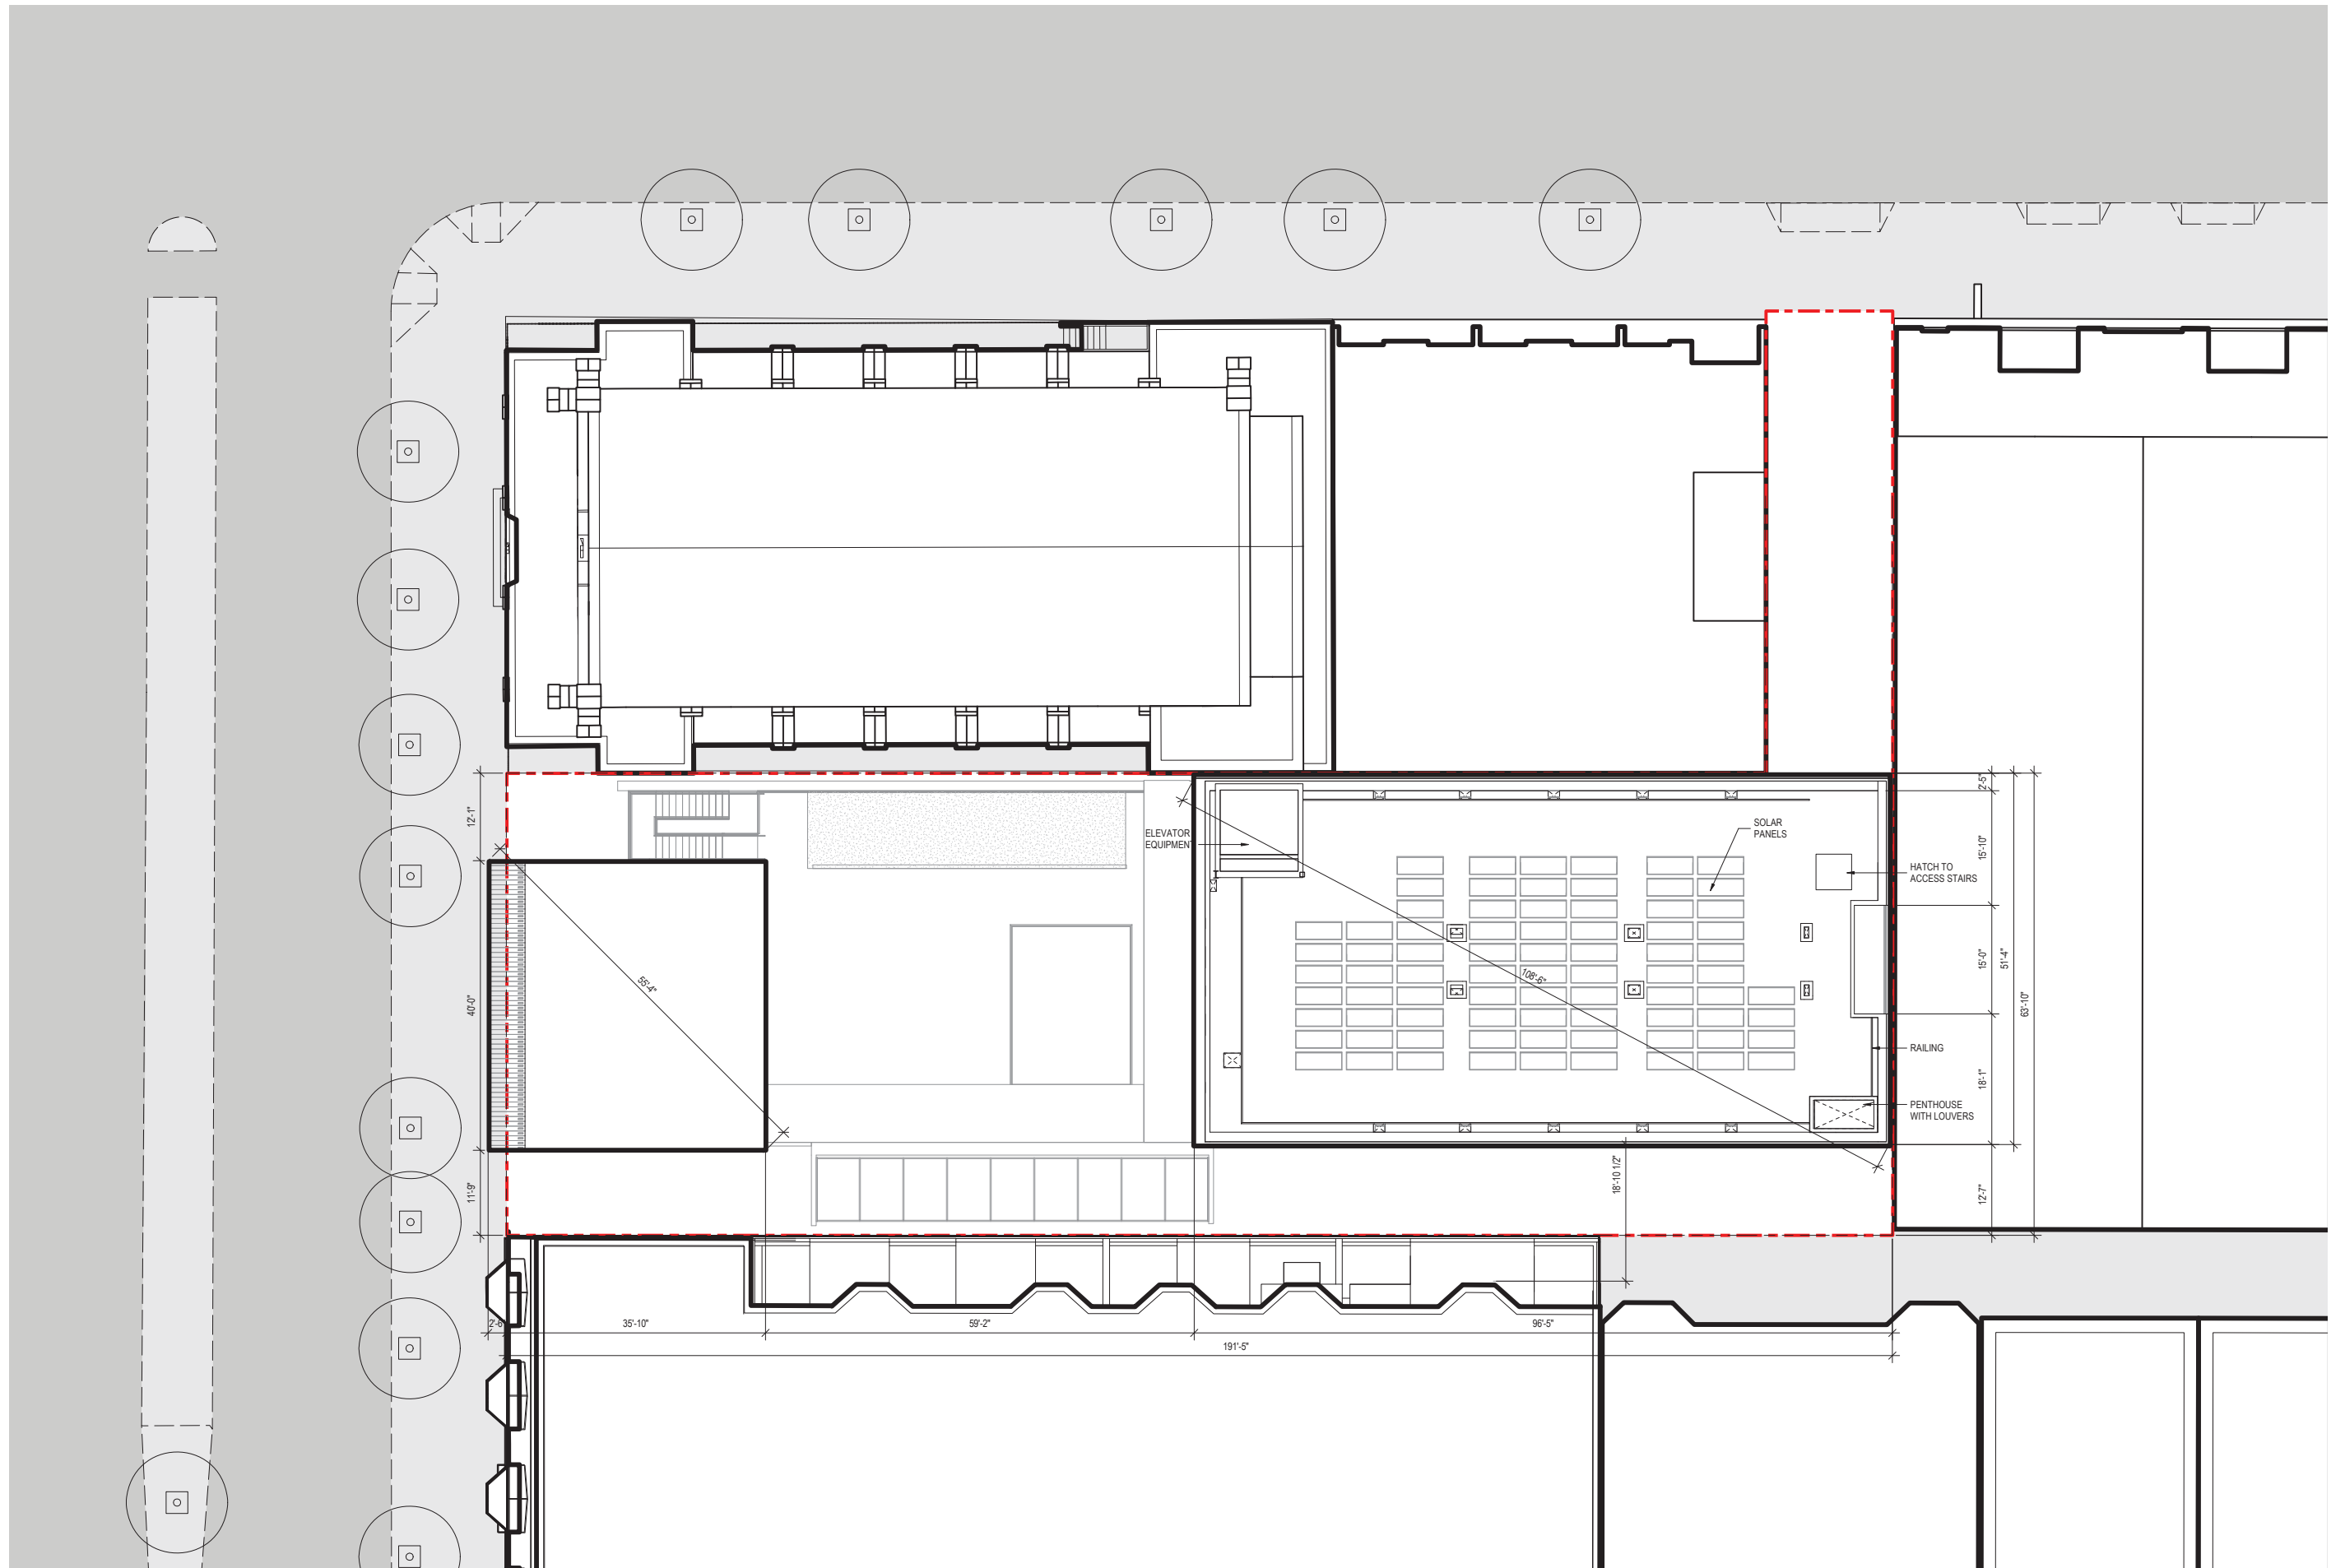 2'-5"
12'-1"
SOLAR
PANELS
ELEVATOR
EQUIPMENT
15'-10"
HATCH TO
ACCESS STAIRS
55'-4"
108'-6"
40'-0"
15'-0"
51'-4"
63'-10"
RAILING
18'-1"
PENTHOUSE
WITH LOUVERS
18'-10 1/2"
11'-9"
12'-7"
2'-6"
35'-10"
59'-2"
96'-5"
191'-5"